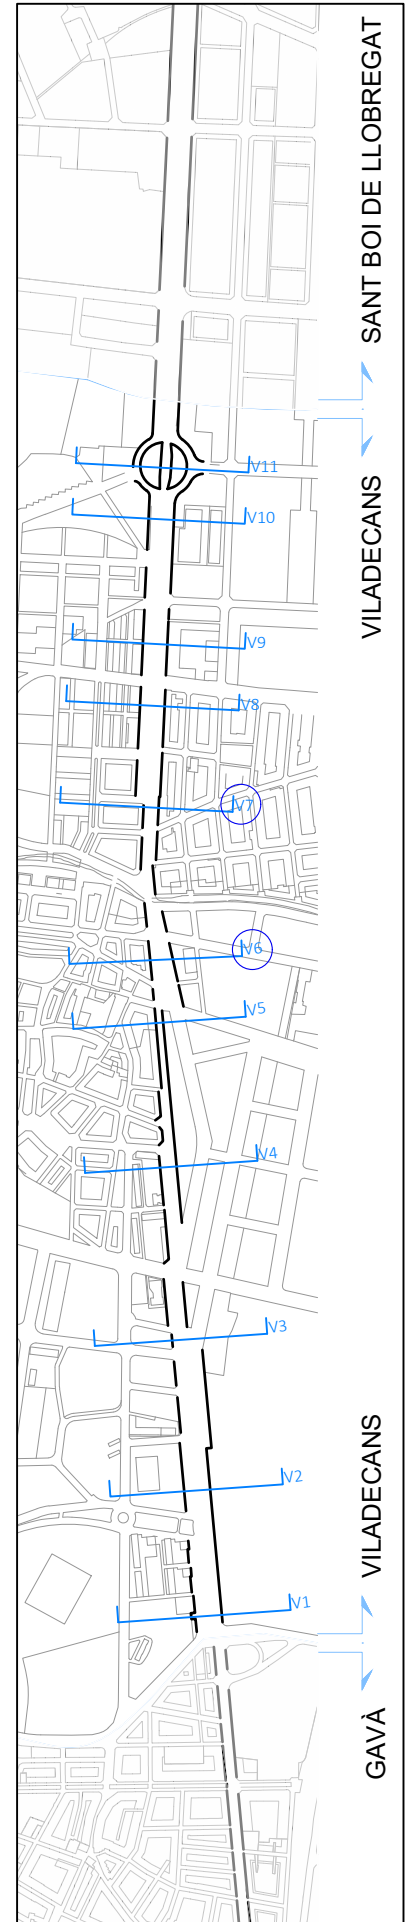 SANT BOI DE LLOBREGAT
V11
VILADECANS
V10
V9
V8
V7
V6
V5
V4
V3
VILADECANS
V2
V1
GAVÀ